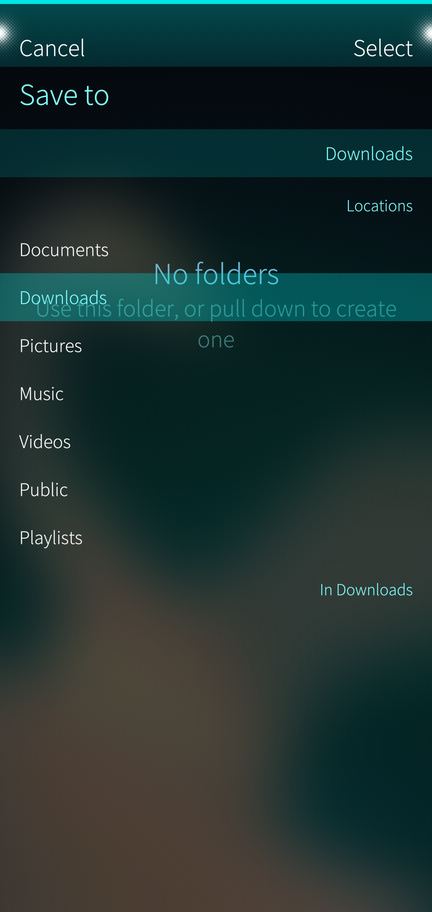 Cancel
Select
Save to
Downloads
Locations
Documents
No folders
Downloads
Use this folder, or pull down to create
one
Pictures
Music
Videos
Public
Playlists
In Downloads